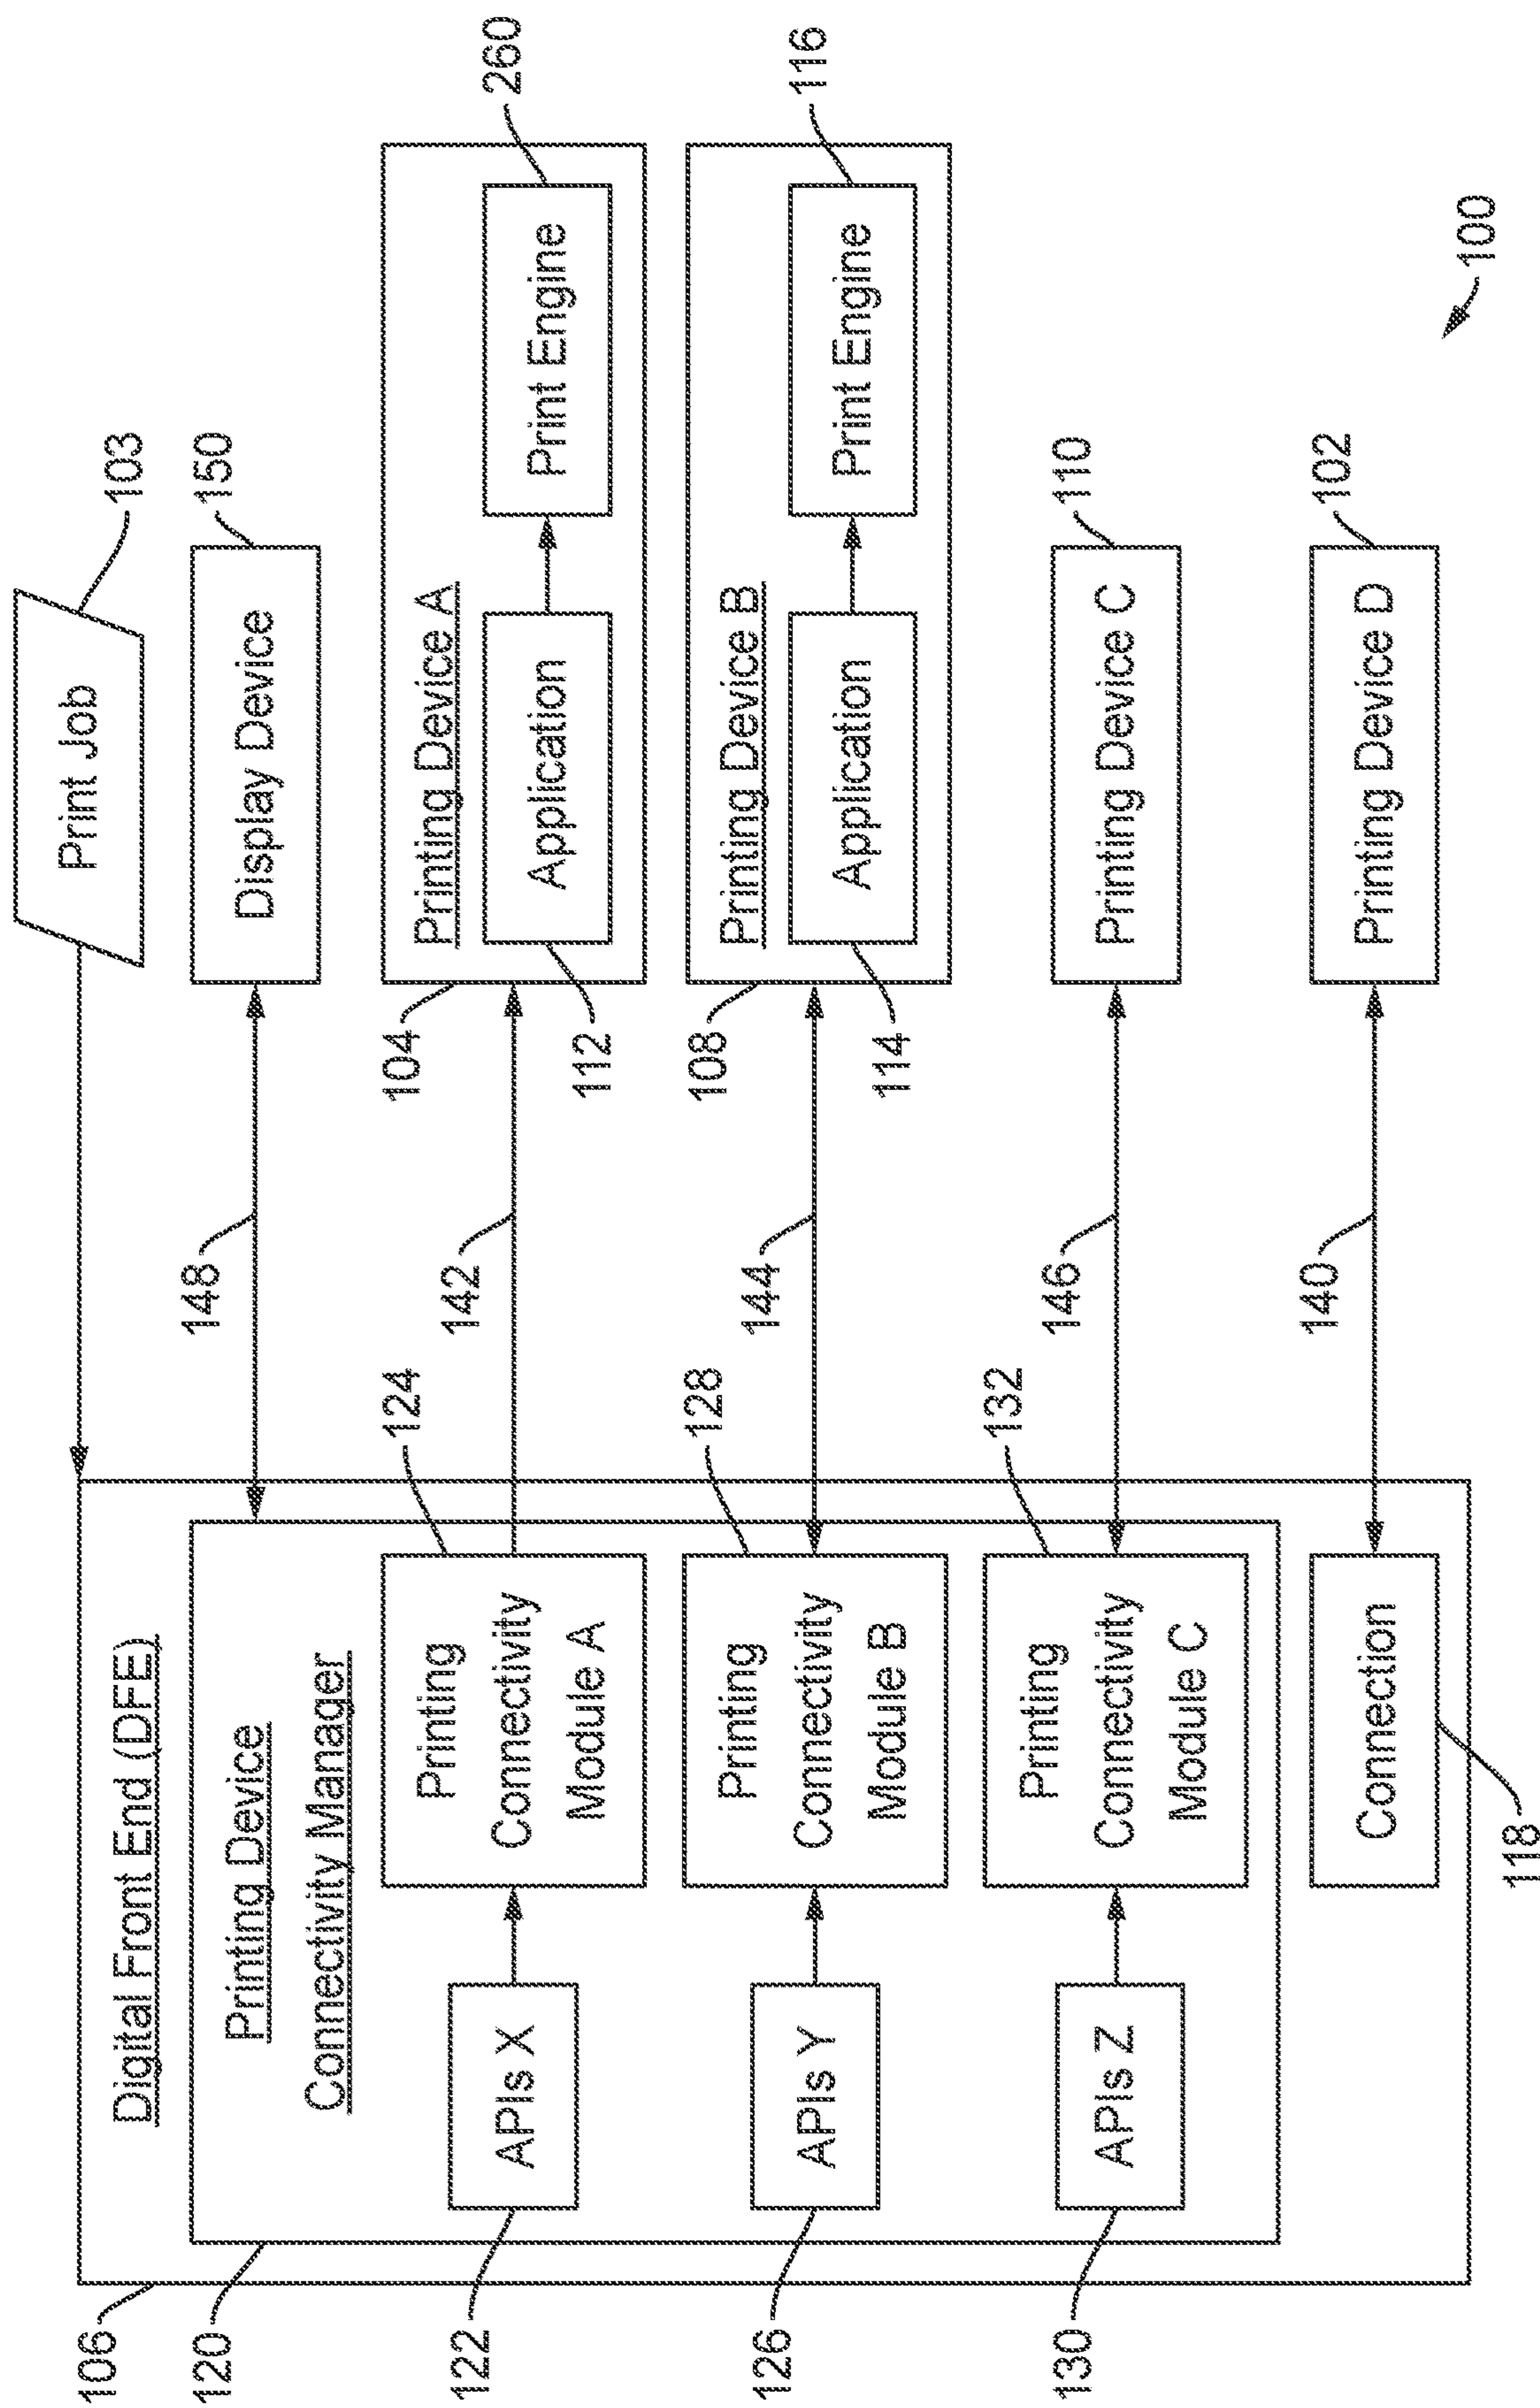 Print Job
103
Digital Front End (DFE)
106
Printing Device
Connectivity Manager
120
148
Display Device
150
APIs X
122
Printing
Connectivity
Module A
124
142
Printing Device A
104
Application
112
Print Engine
260
APIs Y
126
Printing
Connectivity
Module B
128
144
Printing Device B
108
Application
114
Print Engine
116
APIs Z
130
Printing
Connectivity
Module C
132
146
Printing Device C
110
Connection
118
140
Printing Device D
102
100